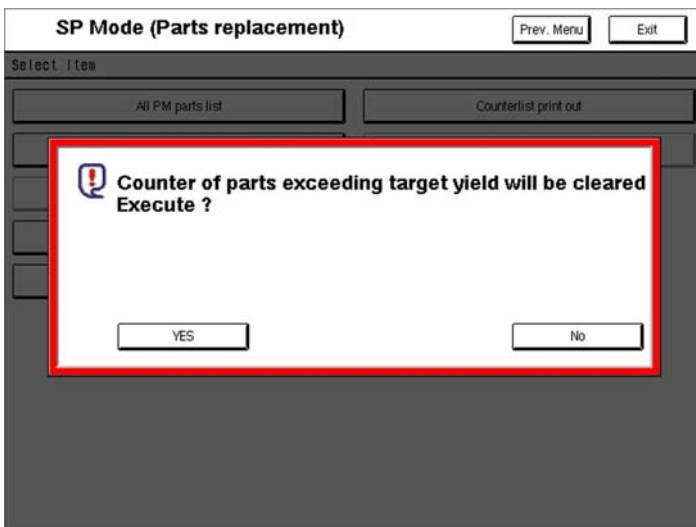 SP Mode (Parts replacement)
Prev. Menu
Exit
Select Item
All PM parts list
Counterlist print out
Counter of parts exceeding target yield will be cleared
Execute ?
YES
No